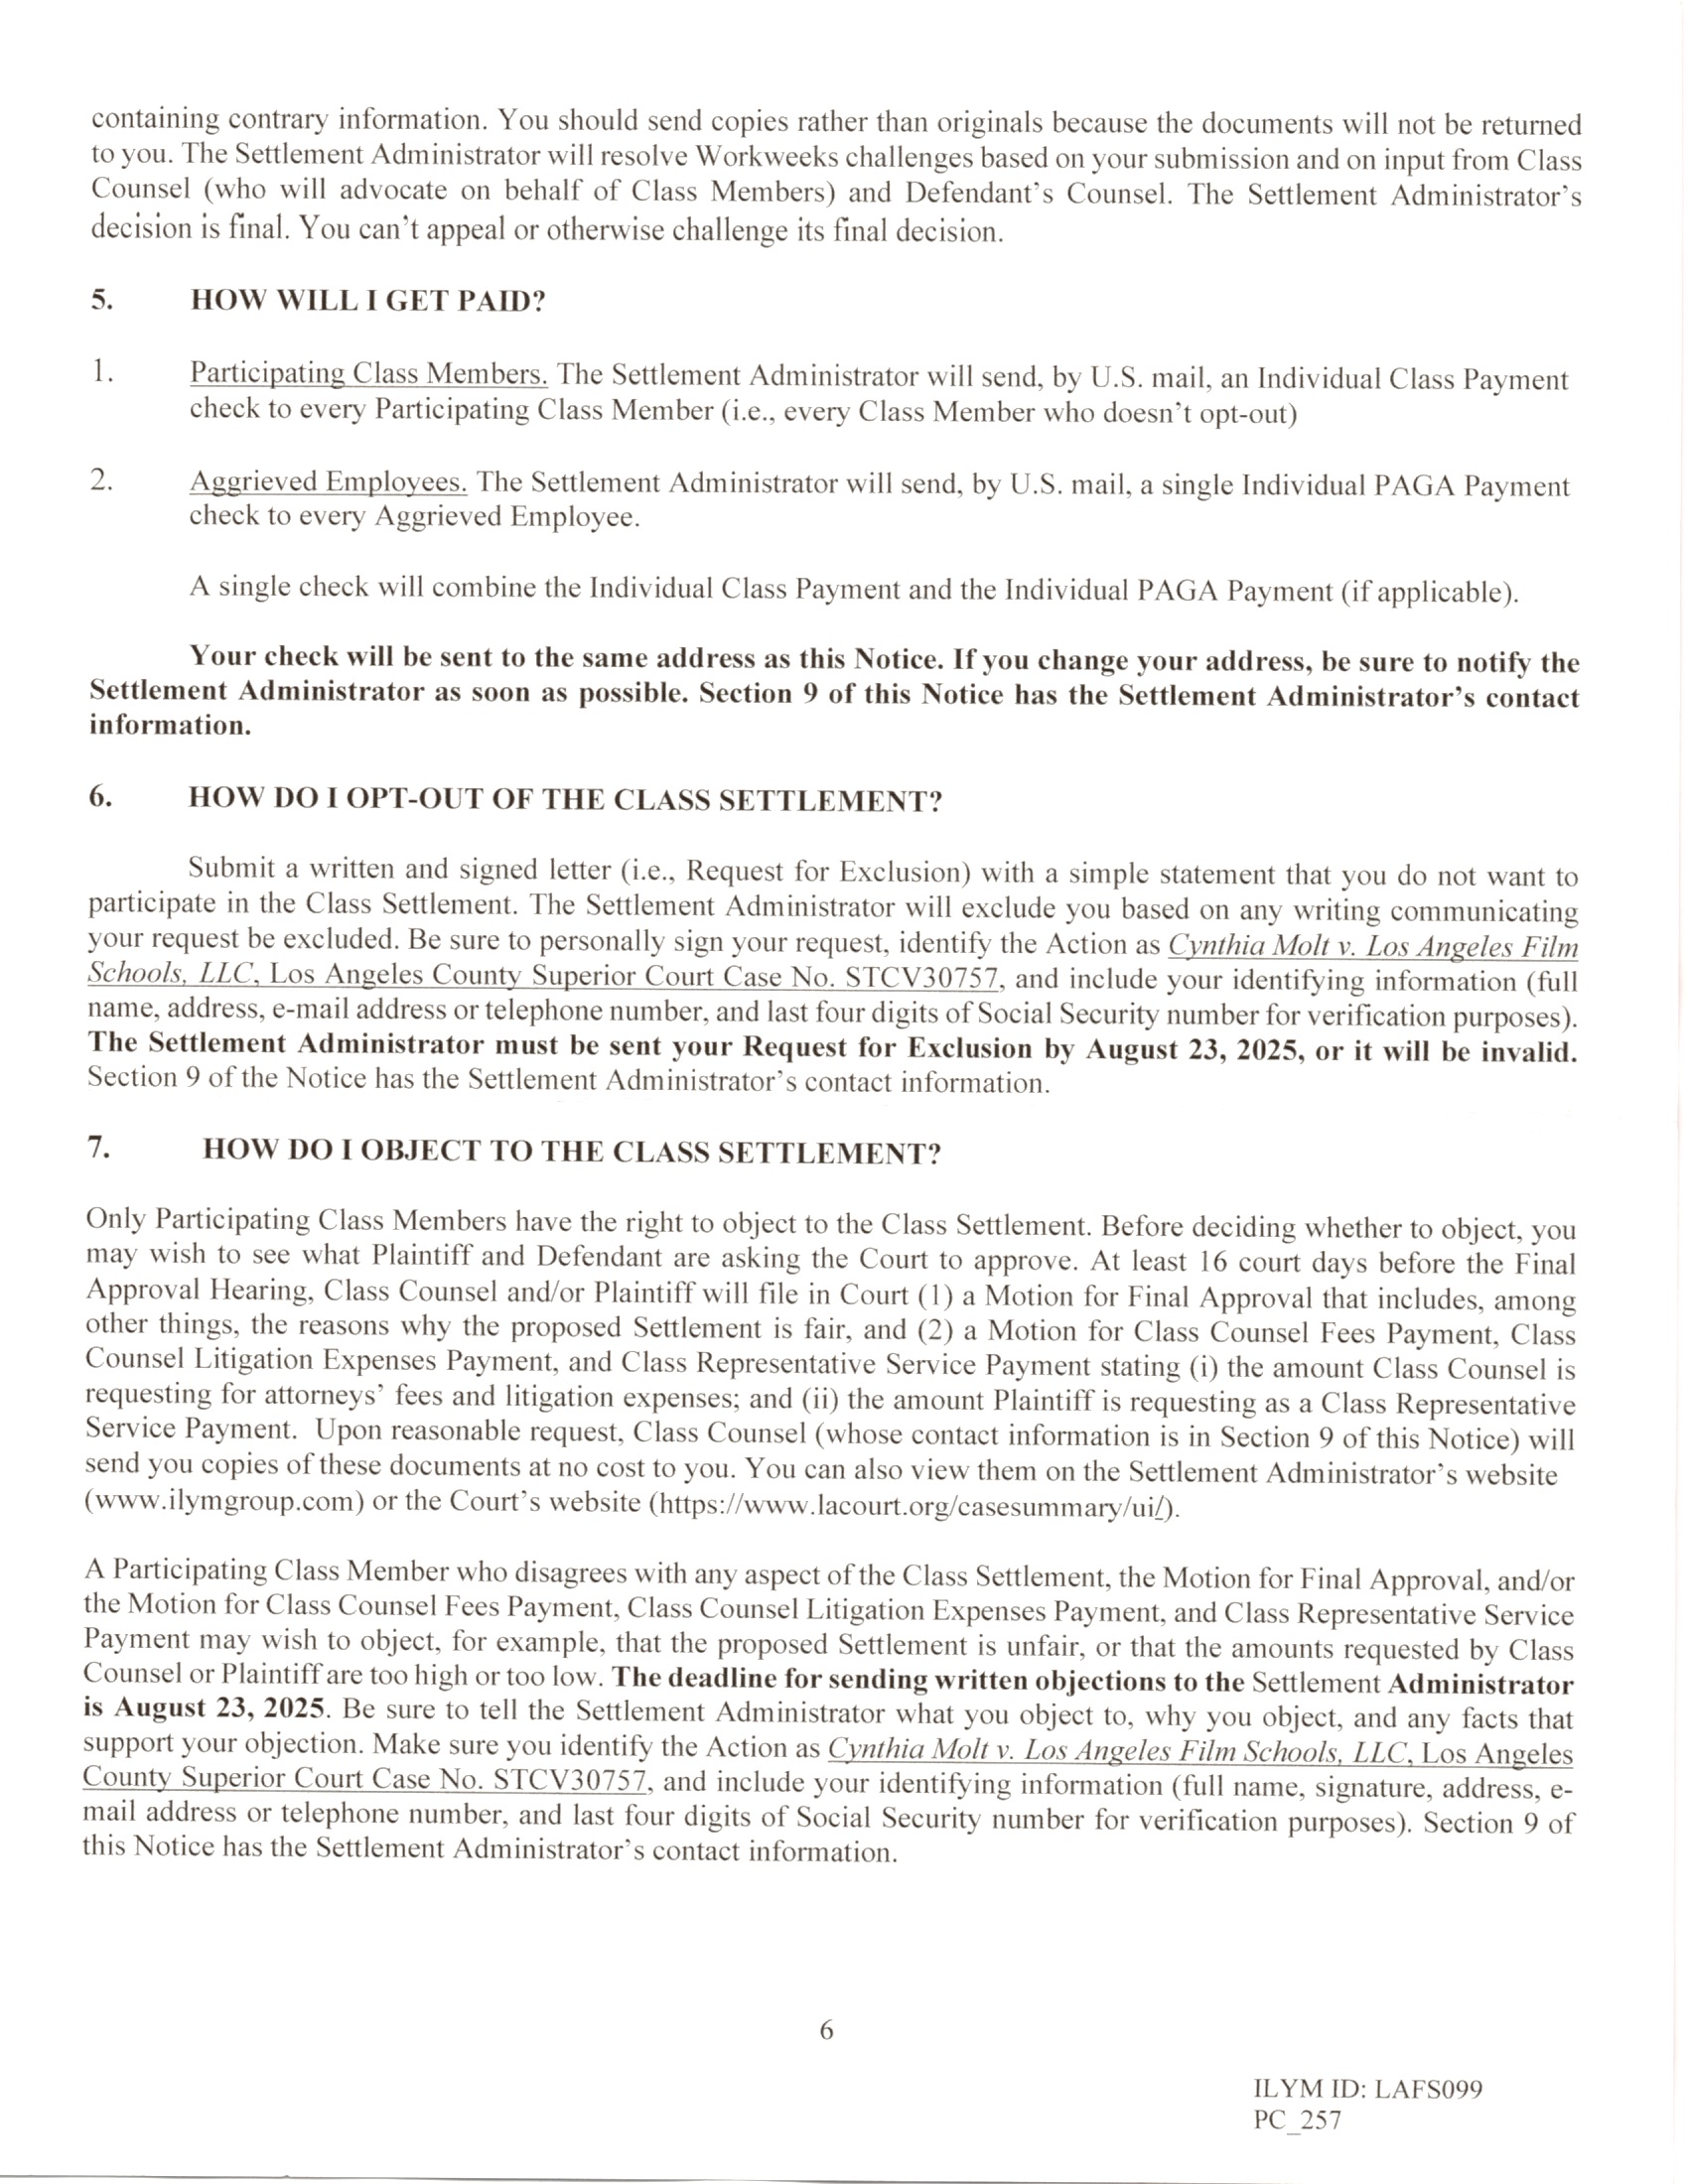 containing contrary information. You should send copies rather than originals because the documents will not be returned
to you. The Settlement Administrator will resolve Workweeks challenges based on your submission and on input from Class
Counsel (who will advocate on behalf of Class Members) and Defendant's Counsel. The Settlement Administrator's
decision is final. You can't appeal or otherwise challenge its final decision.
5. HOW WILL I GET PAID?
1. Participating Class Members. The Settlement Administrator will send, by U.S. mail, an Individual Class Payment
check to every Participating Class Member (i.e., every Class Member who doesn't opt-out)
2. Aggrieved Employees. The Settlement Administrator will send, by U.S. mail, a single Individual PAGA Payment
check to every Aggrieved Employee.
A single check will combine the Individual Class Payment and the Individual PAGA Payment (if applicable).
Your check will be sent to the same address as this Notice. If you change your address, be sure to notify the
Settlement Administrator as soon as possible. Section 9 of this Notice has the Settlement Administrator's contact
information.
6. HOW DO I OPT-OUT OF THE CLASS SETTLEMENT?
Submit a written and signed letter (i.e., Request for Exclusion) with a simple statement that you do not want to
participate in the Class Settlement. The Settlement Administrator will exclude you based on any writing communicating
your request be excluded. Be sure to personally sign your request, identify the Action as Cynthia Molt v. Los Angeles Film
Schools, LLC, Los Angeles County Superior Court Case No. STCV30757, and include your identifying information (full
name, address, e-mail address or telephone number, and last four digits of Social Security number for verification purposes).
The Settlement Administrator must be sent your Request for Exclusion by August 23, 2025, or it will be invalid.
Section 9 of the Notice has the Settlement Administrator's contact information.
7. HOW DO I OBJECT TO THE CLASS SETTLEMENT?
Only Participating Class Members have the right to object to the Class Settlement. Before deciding whether to object, you
may wish to see what Plaintiff and Defendant are asking the Court to approve. At least 16 court days before the Final
Approval Hearing, Class Counsel and/or Plaintiff will file in Court (1) a Motion for Final Approval that includes, among
other things, the reasons why the proposed Settlement is fair, and (2) a Motion for Class Counsel Fees Payment, Class
Counsel Litigation Expenses Payment, and Class Representative Service Payment stating (i) the amount Class Counsel is
requesting for attorneys' fees and litigation expenses; and (ii) the amount Plaintiff is requesting as a Class Representative
Service Payment. Upon reasonable request, Class Counsel (whose contact information is in Section 9 of this Notice) will
send you copies of these documents at no cost to you. You can also view them on the Settlement Administrator's website
(www.ilymgroup.com) or the Court's website (https://www.lacourt.org/casesummary/ui/).
A Participating Class Member who disagrees with any aspect of the Class Settlement, the Motion for Final Approval, and/or
the Motion for Class Counsel Fees Payment, Class Counsel Litigation Expenses Payment, and Class Representative Service
Payment may wish to object, for example, that the proposed Settlement is unfair, or that the amounts requested by Class
Counsel or Plaintiff are too high or too low. The deadline for sending written objections to the Settlement Administrator
is August 23, 2025. Be sure to tell the Settlement Administrator what you object to, why you object, and any facts that
support your objection. Make sure you identify the Action as Cynthia Molt v. Los Angeles Film Schools, LLC, Los Angeles
County Superior Court Case No. STCV30757, and include your identifying information (full name, signature, address, e-
mail address or telephone number, and last four digits of Social Security number for verification purposes). Section 9 of
this Notice has the Settlement Administrator's contact information.
6
ILYM ID: LAFS099
PC_257